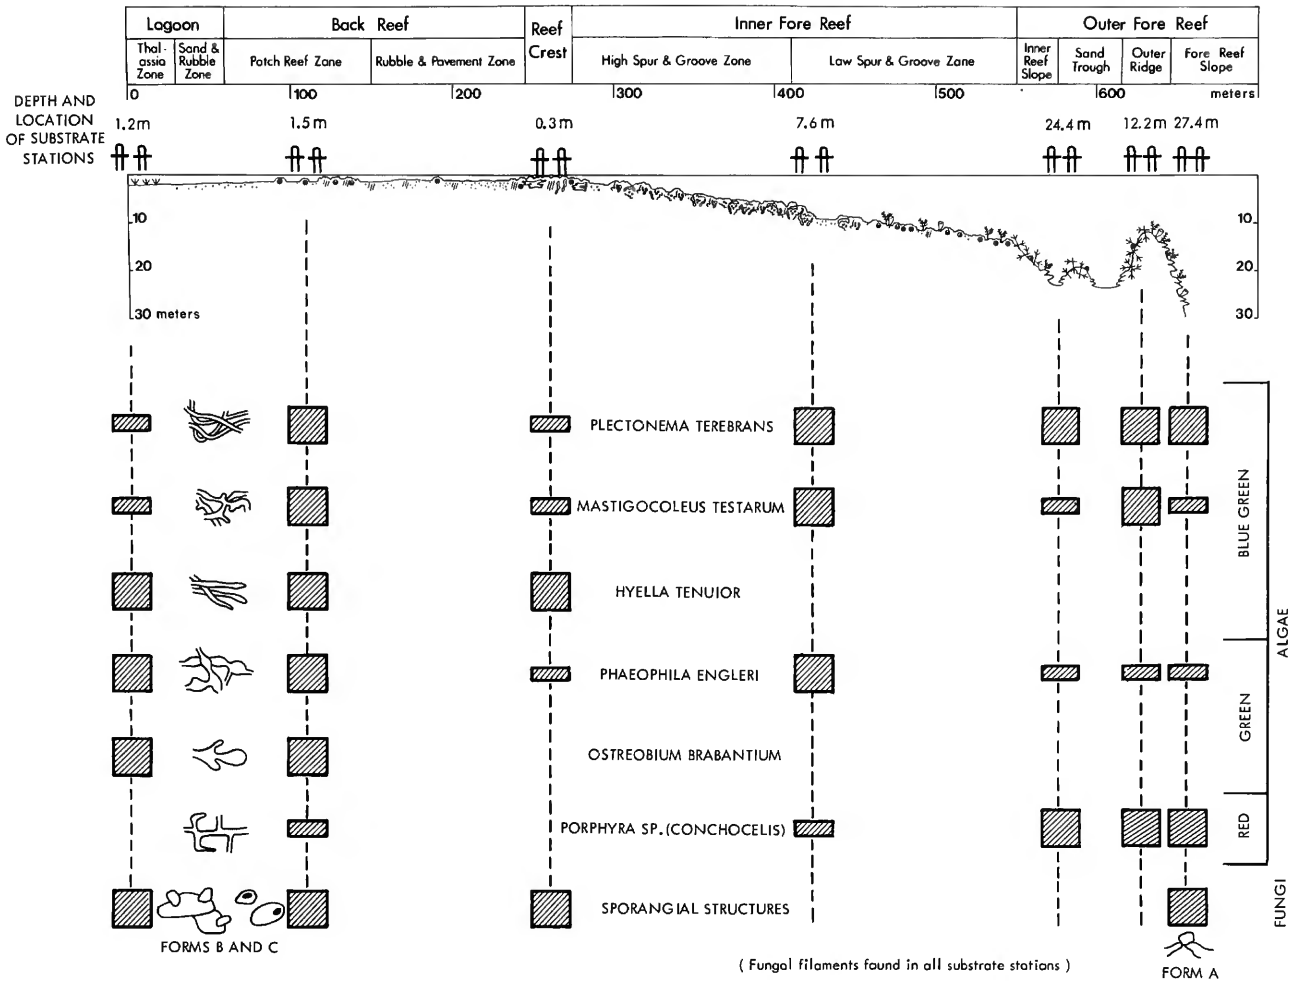 Lagoon Back Reef Reef Crest Inner Fore Reef Outer Fore Reef
Thal-assia Zone Sand & Rubble Zone Patch Reef Zone Rubble & Pavement Zone High Spur & Groove Zone Law Spur & Groove Zone Inner Reef Slope Sand Trough Outer Ridge Fore Reef Slope
0 100 200 300 400 500 600 meters
DEPTH AND
LOCATION
OF SUBSTRATE
STATIONS
1.2m 1.5m 0.3m 7.6m 24.4m 12.2m 27.4m
10 10
20 20
30 meters 30
PLECTONEMA TEREBRANS
MASTIGOCOLEUS TESTARUM
HYELLA TENUIOR
PHAEOPHILA ENGLERI
OSTREOBIUM BRABANTIUM
PORPHYRA SP. (CONCHOCELIS)
SPORANGIAL STRUCTURES
BLUE GREEN
GREEN
RED
ALGAE
FUNGI
FORMS B AND C
( Fungal filaments found in all substrate stations )
FORM A